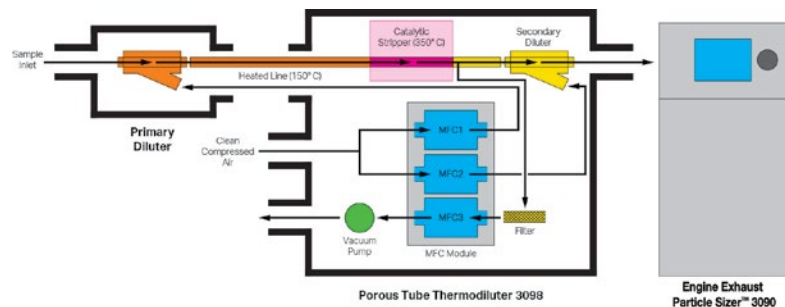 Catalytic
Stripper (350° C)
Secondary
Diluter
Sample
Inlet
Heated Line (150° C)
Primary
Diluter
Clean
Compressed
Air
MFC1
MFC2
MFC3
Vacuum
Pump
MFC Module
Filter
Porous Tube Thermodiluter 3098
Engine Exhaust
Particle Sizer™ 3090